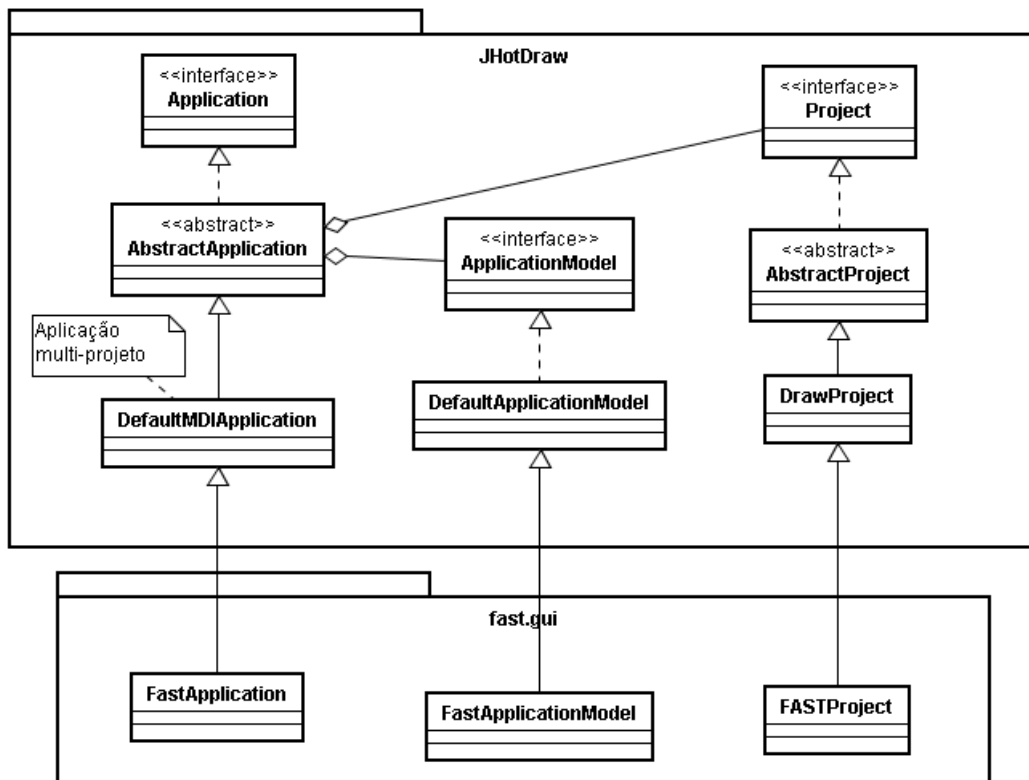 JHotDraw
<<interface>>
Application
<<interface>>
Project
<<abstract>>
AbstractApplication
<<interface>>
ApplicationModel
<<abstract>>
AbstractProject
Aplicação
multi-projeto
DefaultMDIApplication
DefaultApplicationModel
DrawProject
fast.gui
FastApplication
FastApplicationModel
FASTProject